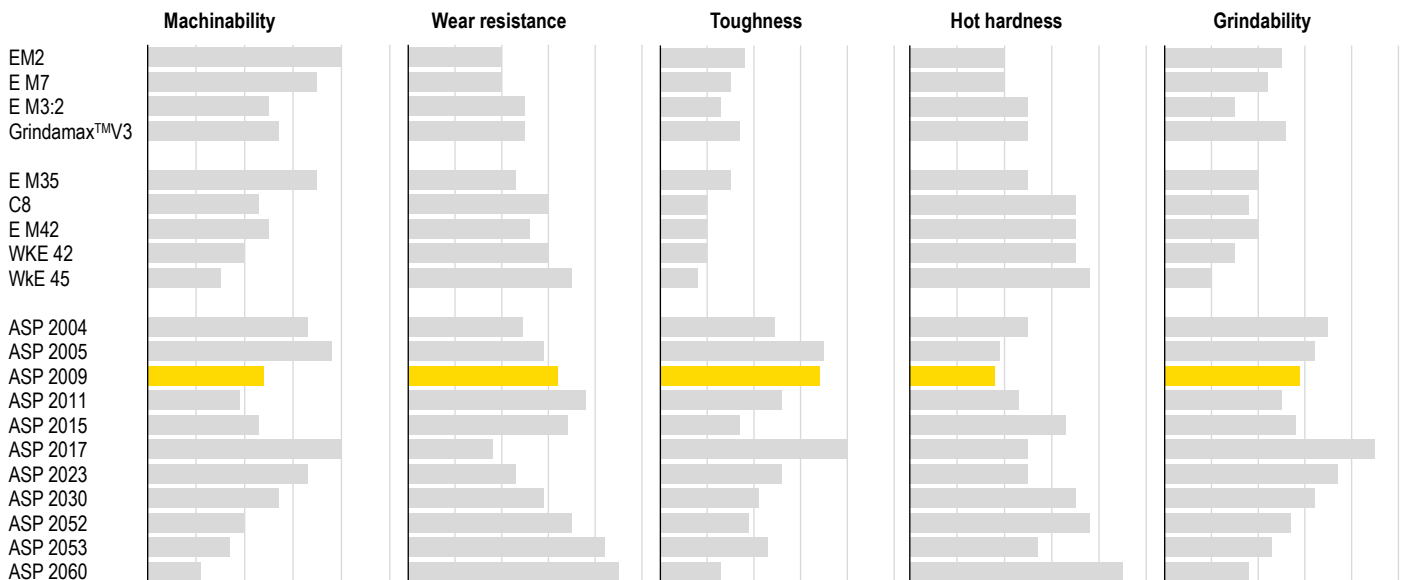 Machinability Wear resistance Toughness Hot hardness Grindability
EM2
E M7
E M3:2
Grindamax™V3
E M35
C8
E M42
WKE 42
WkE 45
ASP 2004
ASP 2005
ASP 2009
ASP 2011
ASP 2015
ASP 2017
ASP 2023
ASP 2030
ASP 2052
ASP 2053
ASP 2060